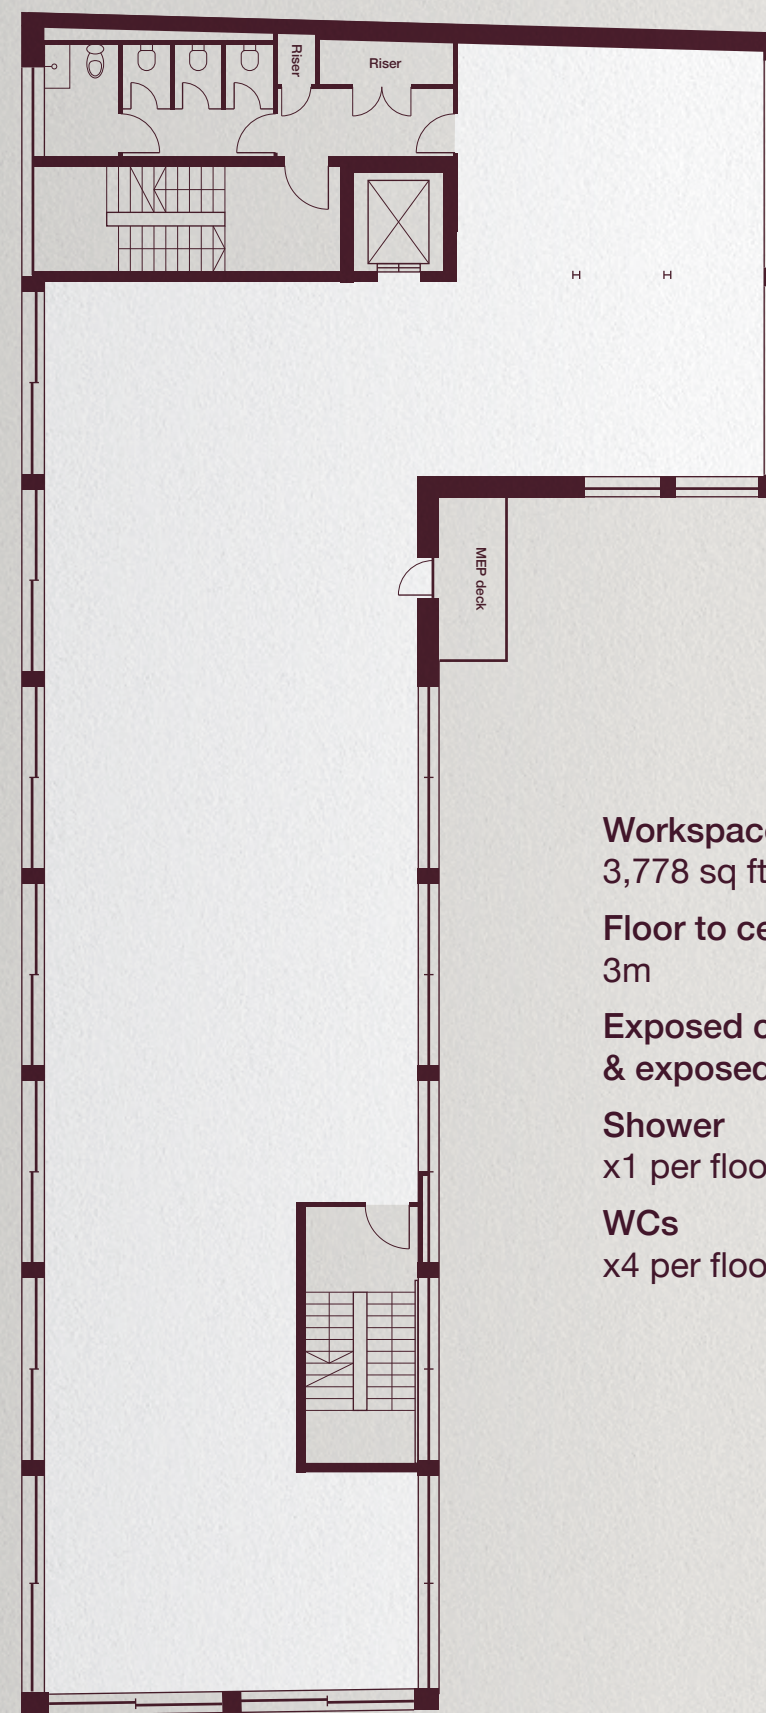 Riser
Riser
MEP deck
Workspace
3,778 sq ft
Floor to ce
3m
Exposed
& exposed
Shower
x1 per floo
WCs
x4 per floo